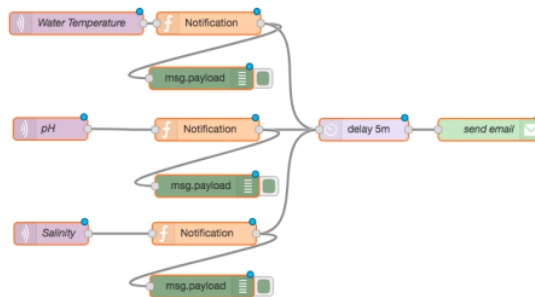 Water Temperature
Notification
msg.payload
pH
Notification
delay 5m
send email
msg.payload
Salinity
Notification
msg.payload